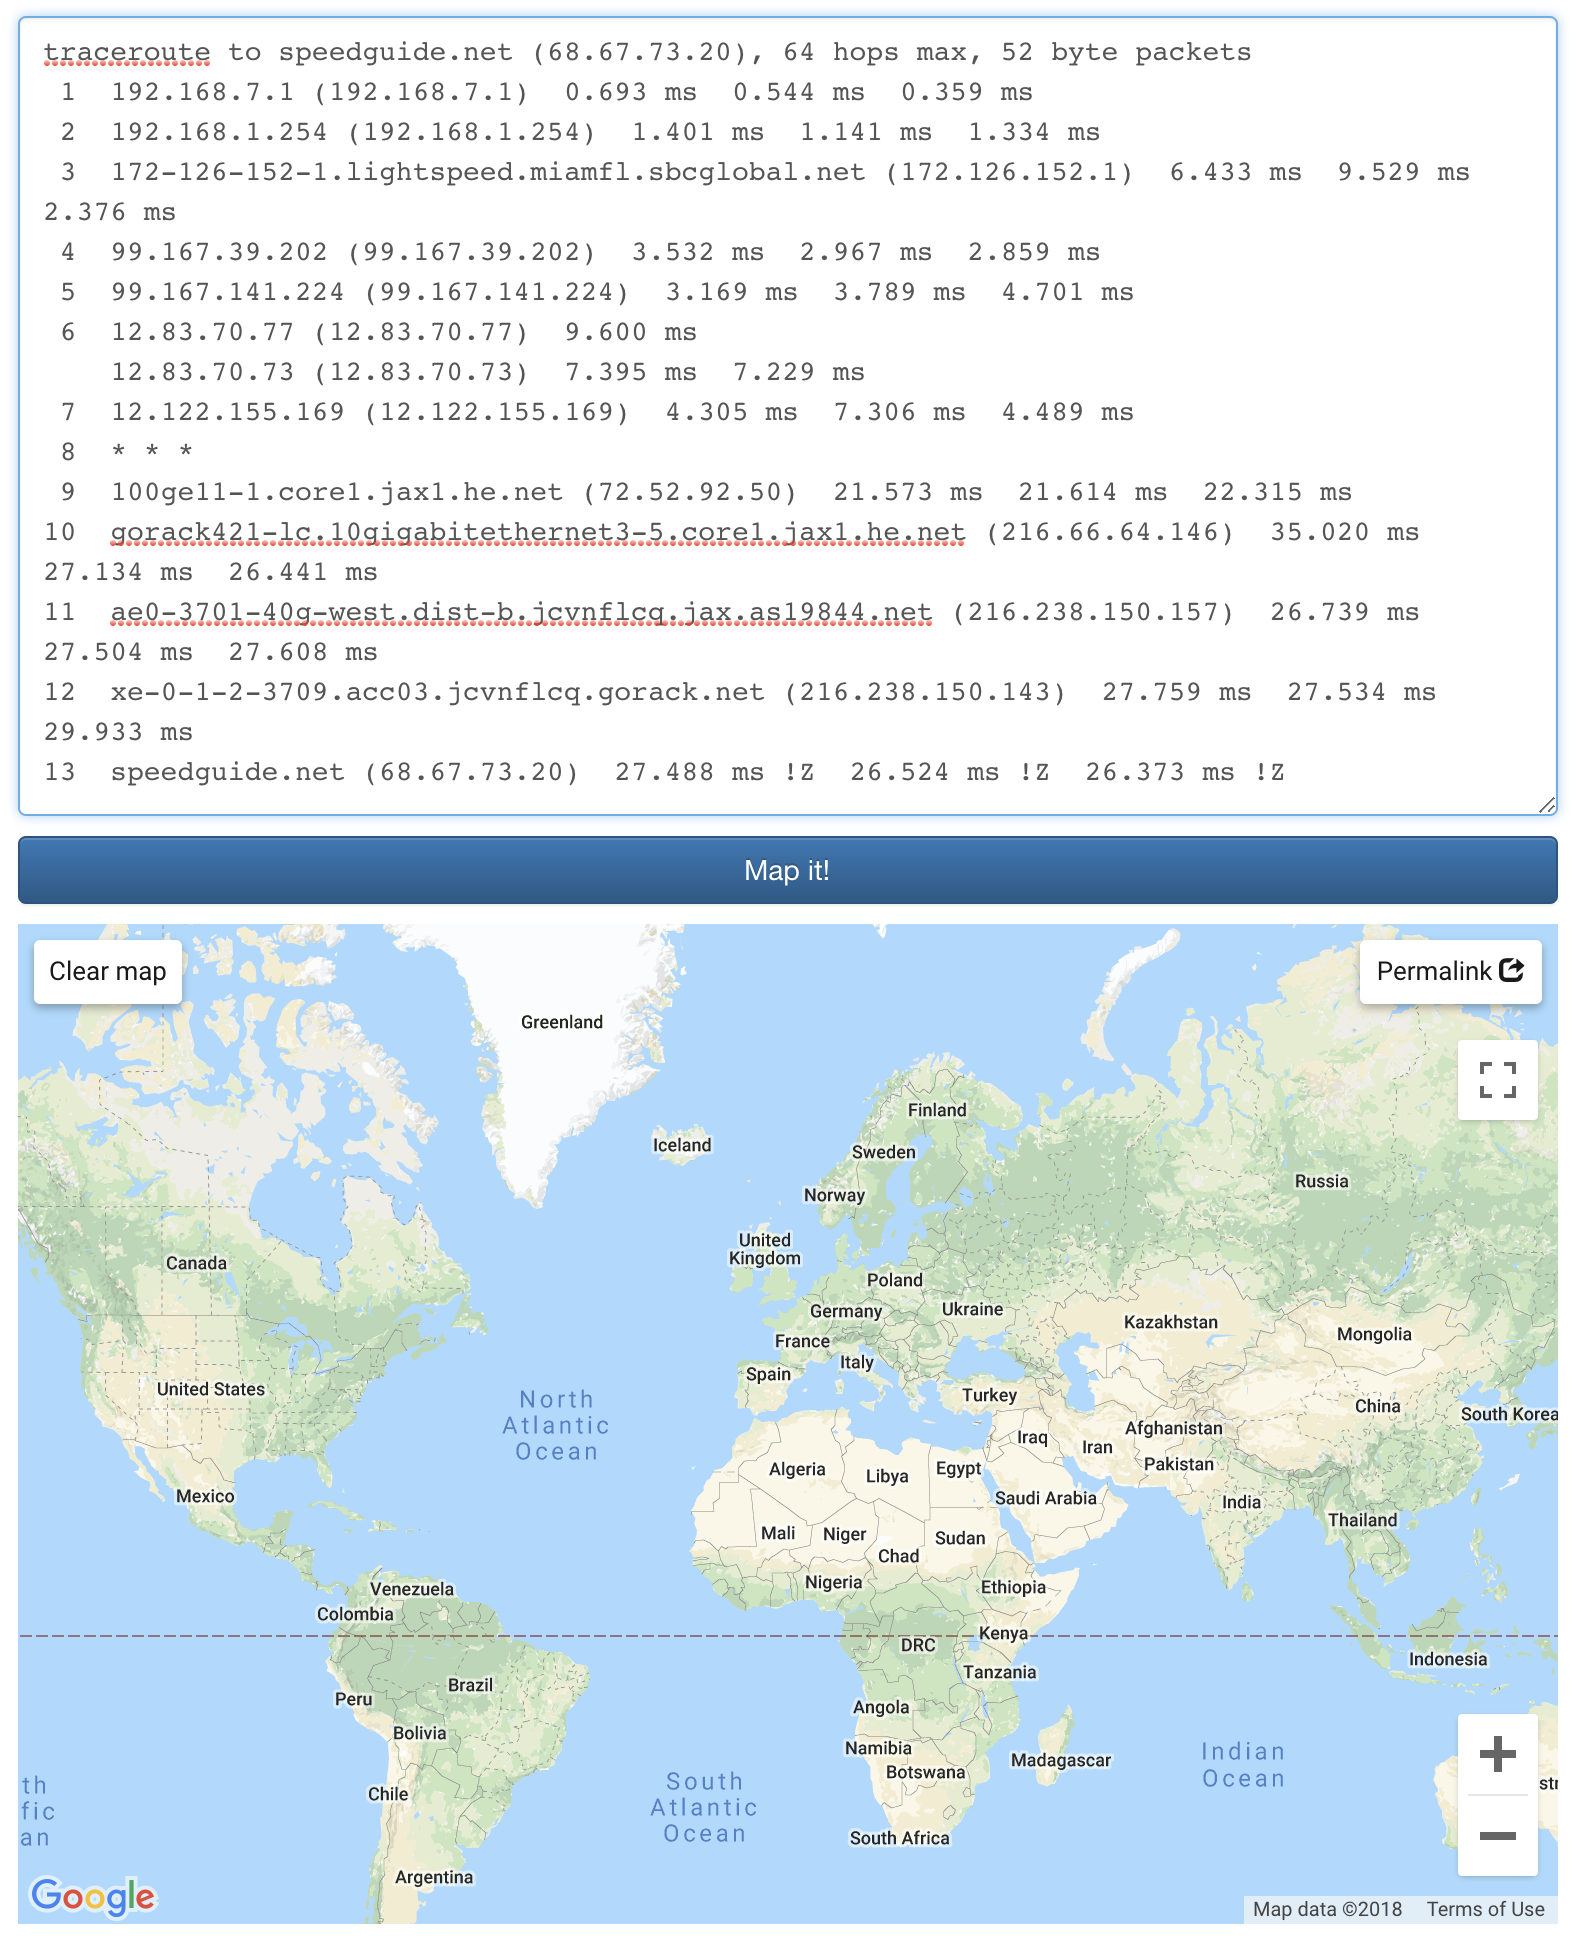 traceroute to speedguide.net (68.67.73.20), 64 hops max, 52 byte packets
1 192.168.7.1 (192.168.7.1) 0.693 ms 0.544 ms 0.359 ms
2 192.168.1.254 (192.168.1.254) 1.401 ms 1.141 ms 1.334 ms
3 172-126-152-1.lightspeed.miamfl.sbcglobal.net (172.126.152.1) 6.433 ms 9.529 ms
2.376 ms
4 99.167.39.202 (99.167.39.202) 3.532 ms 2.967 ms 2.859 ms
5 99.167.141.224 (99.167.141.224) 3.169 ms 3.789 ms 4.701 ms
6 12.83.70.77 (12.83.70.77) 9.600 ms
12.83.70.73 (12.83.70.73) 7.395 ms 7.229 ms
7 12.122.155.169 (12.122.155.169) 4.305 ms 7.306 ms 4.489 ms
8 * * *
9 100ge11-1.core1.jax1.he.net (72.52.92.50) 21.573 ms 21.614 ms 22.315 ms
10 gorack421-lc.10gigabitethernet3-5.core1.jax1.he.net (216.66.64.146) 35.020 ms
27.134 ms 26.441 ms
11 ae0-3701-40g-west.dist-b.jcvnflcq.jax.as19844.net (216.238.150.157) 26.739 ms
27.504 ms 27.608 ms
12 xe-0-1-2-3709.acc03.jcvnflcq.gorack.net (216.238.150.143) 27.759 ms 27.534 ms
29.933 ms
13 speedguide.net (68.67.73.20) 27.488 ms !Z 26.524 ms !Z 26.373 ms !Z
Map it!
Clear map
Permalink
Greenland
Finland
Iceland
Sweden
Russia
Norway
United
Kingdom
Canada
Poland
Germany
Ukraine
Kazakhstan
Mongolia
France
Italy
Spain
United States
Turkey
China
North
Atlantic
Ocean
South Korea
Afghanistan
Iraq
Iran
Pakistan
Algeria
Libya
Egypt
Mexico
Saudi Arabia
India
Thailand
Mali
Niger
Sudan
Chad
Nigeria
Ethiopia
Venezuela
Colombia
Kenya
DRC
Indonesia
Tanzania
Brazil
Peru
Angola
Bolivia
Namibia
Botswana
Madagascar
Indian
Ocean
th
fic
an
South
Atlantic
Ocean
Chile
str
South Africa
Argentina
Google
Map data ©2018 Terms of Use